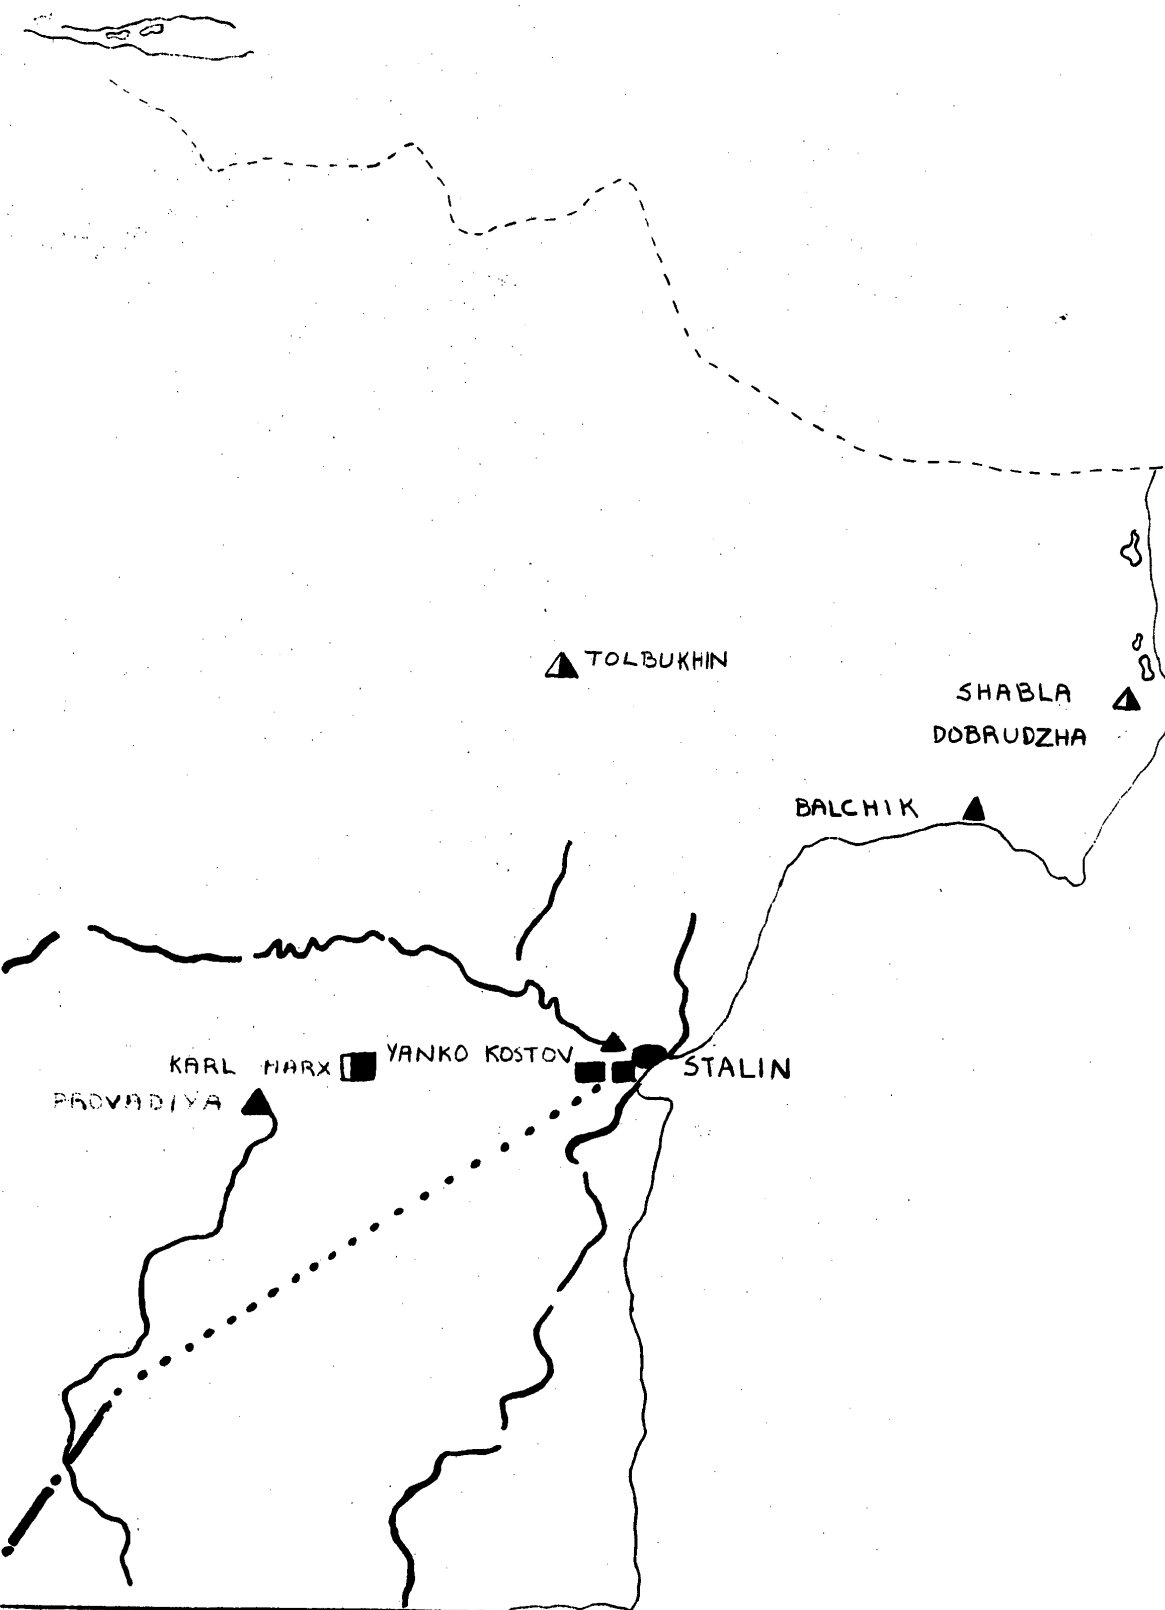 TOLBUKHIN
SHABLA
DOBRUDZHA
BALCHIK
YANKO KOSTOV
KARL MARX
STALIN
PROVADIYA